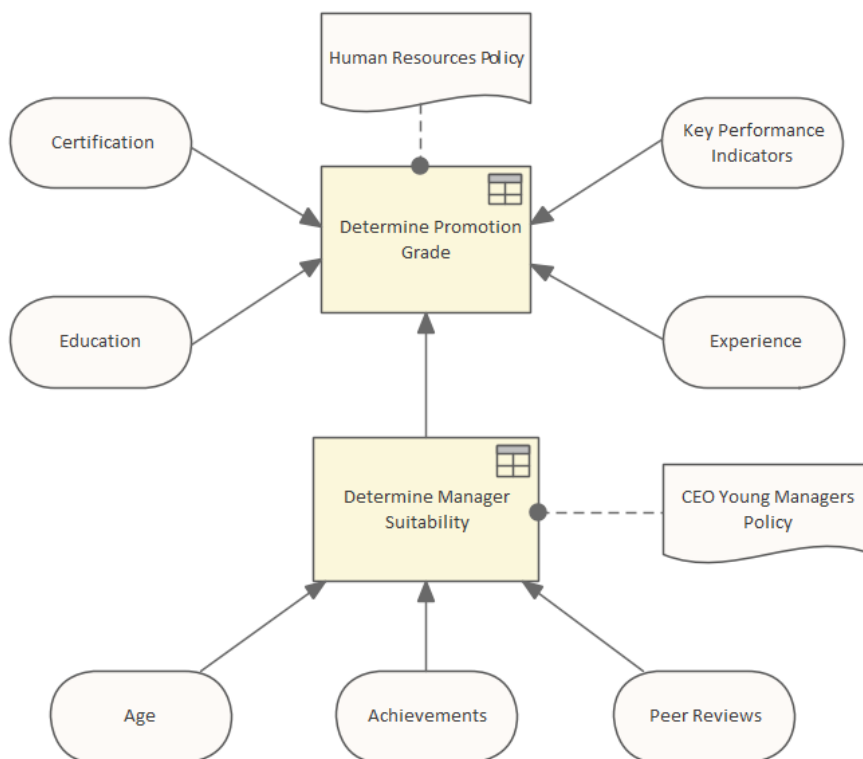 Human Resources Policy
Certification
Key Performance
Indicators
Determine Promotion
Grade
Education
Experience
Determine Manager
Suitability
CEO Young Managers
Policy
Age
Achievements
Peer Reviews